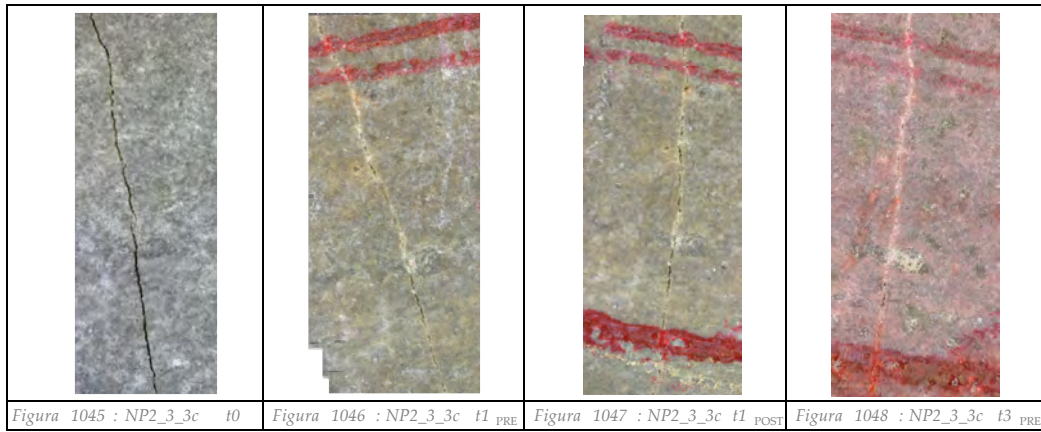 Figura 1045 : NP2_3_3c t0
Figura 1046 : NP2_3_3c t1 PRE
Figura 1047 : NP2_3_3c t1 POST
Figura 1048 : NP2_3_3c t3 PRE